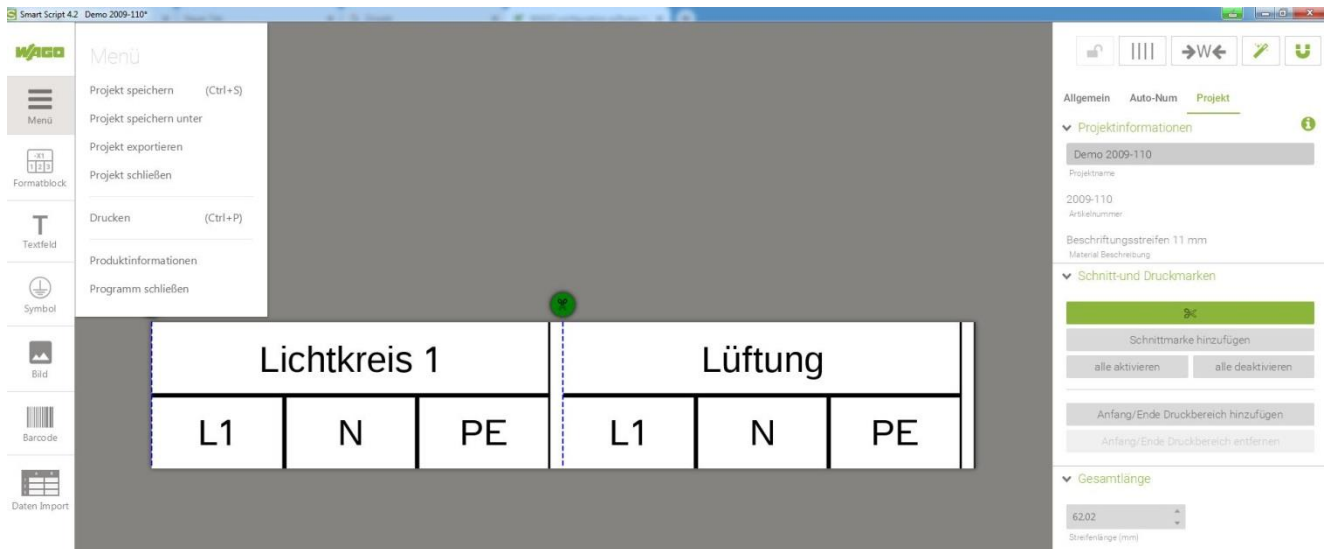 Smart Script 4.2 Demo 2009-110*
WAGO
Menü
Formatblock
-X1
1 2 3
Textfeld
T
Symbol
Bild
Barcode
Daten Import
Menü
Projekt speichern (Ctrl+S)
Projekt speichern unter
Projekt exportieren
Projekt schließen
Drucken (Ctrl+P)
Produktinformationen
Programm schließen
Lichtkreis 1 Lüftung
L1 N PE L1 N PE
W
Allgemein Auto-Num Projekt
Projektinformationen
Demo 2009-110
Projektname
2009-110
Artikelnummer
Beschriftungsstreifen 11 mm
Material Beschreibung
Schnitt-und Druckmarken
Schnittmarke hinzufügen
alle aktivieren alle deaktivieren
Anfang/Ende Druckbereich hinzufügen
Anfang/Ende Druckbereich entfernen
Gesamtlänge
62.02
Streifenlänge (mm)